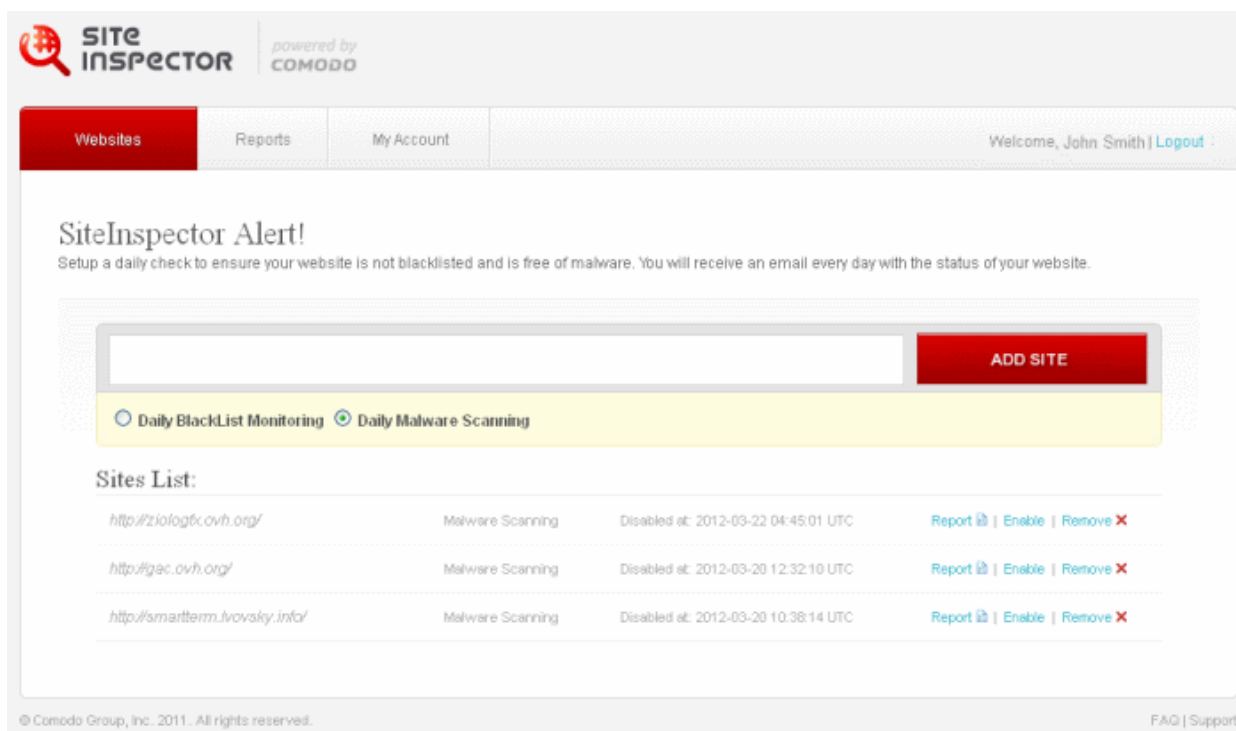 SITE
INSPECTOR
powered by
COMODO
Websites Reports My Account Welcome, John Smith | Logout
SiteInspector Alert!
Setup a daily check to ensure your website is not blacklisted and is free of malware. You will receive an email every day with the status of your website.
ADD SITE
Daily BlackList Monitoring Daily Malware Scanning
Sites List:
http://ziologfx.ovh.org/ Malware Scanning Disabled at: 2012-03-22 04:45:01 UTC Report | Enable | Remove
http://gac.ovh.org/ Malware Scanning Disabled at: 2012-03-20 12:32:10 UTC Report | Enable | Remove
http://smartterm.lvovsky.info/ Malware Scanning Disabled at: 2012-03-20 10:38:14 UTC Report | Enable | Remove
© Comodo Group, Inc. 2011. All rights reserved. FAQ | Support